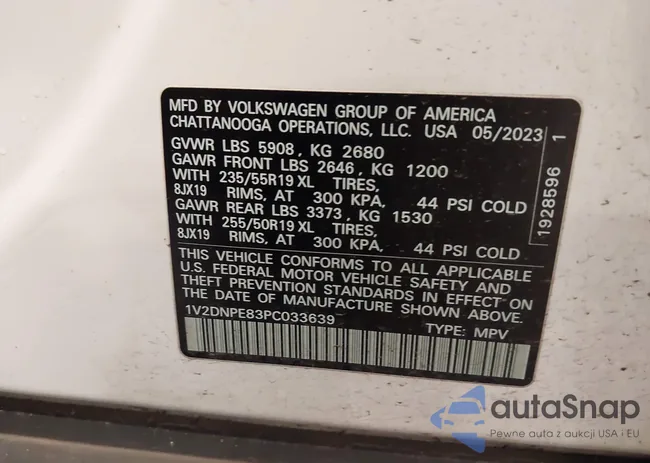 MFD BY VOLKSWAGEN GROUP OF AMERICA
CHATTANOOGA OPERATIONS, LLC. USA 05/2023
GVWR LBS 5908, KG 2680
GAWR FRONT LBS 2646, KG 1200
WITH 235/55R19 XL TIRES,
8JX19 RIMS, AT 300 KPA, 44 PSI COLD
GAWR REAR LBS 3373, KG 1530
WITH 255/50R19 XL TIRES,
8JX19 RIMS, AT 300 KPA, 44 PSI COLD
THIS VEHICLE CONFORMS TO ALL APPLICABLE
U.S. FEDERAL MOTOR VEHICLE SAFETY AND
THEFT PREVENTION STANDARDS IN EFFECT ON
THE DATE OF MANUFACTURE SHOWN ABOVE.
1V2DNPE83PC033639 TYPE: MPV
1928596 1
autaSnap
Pewne auta z aukcji USA i EU